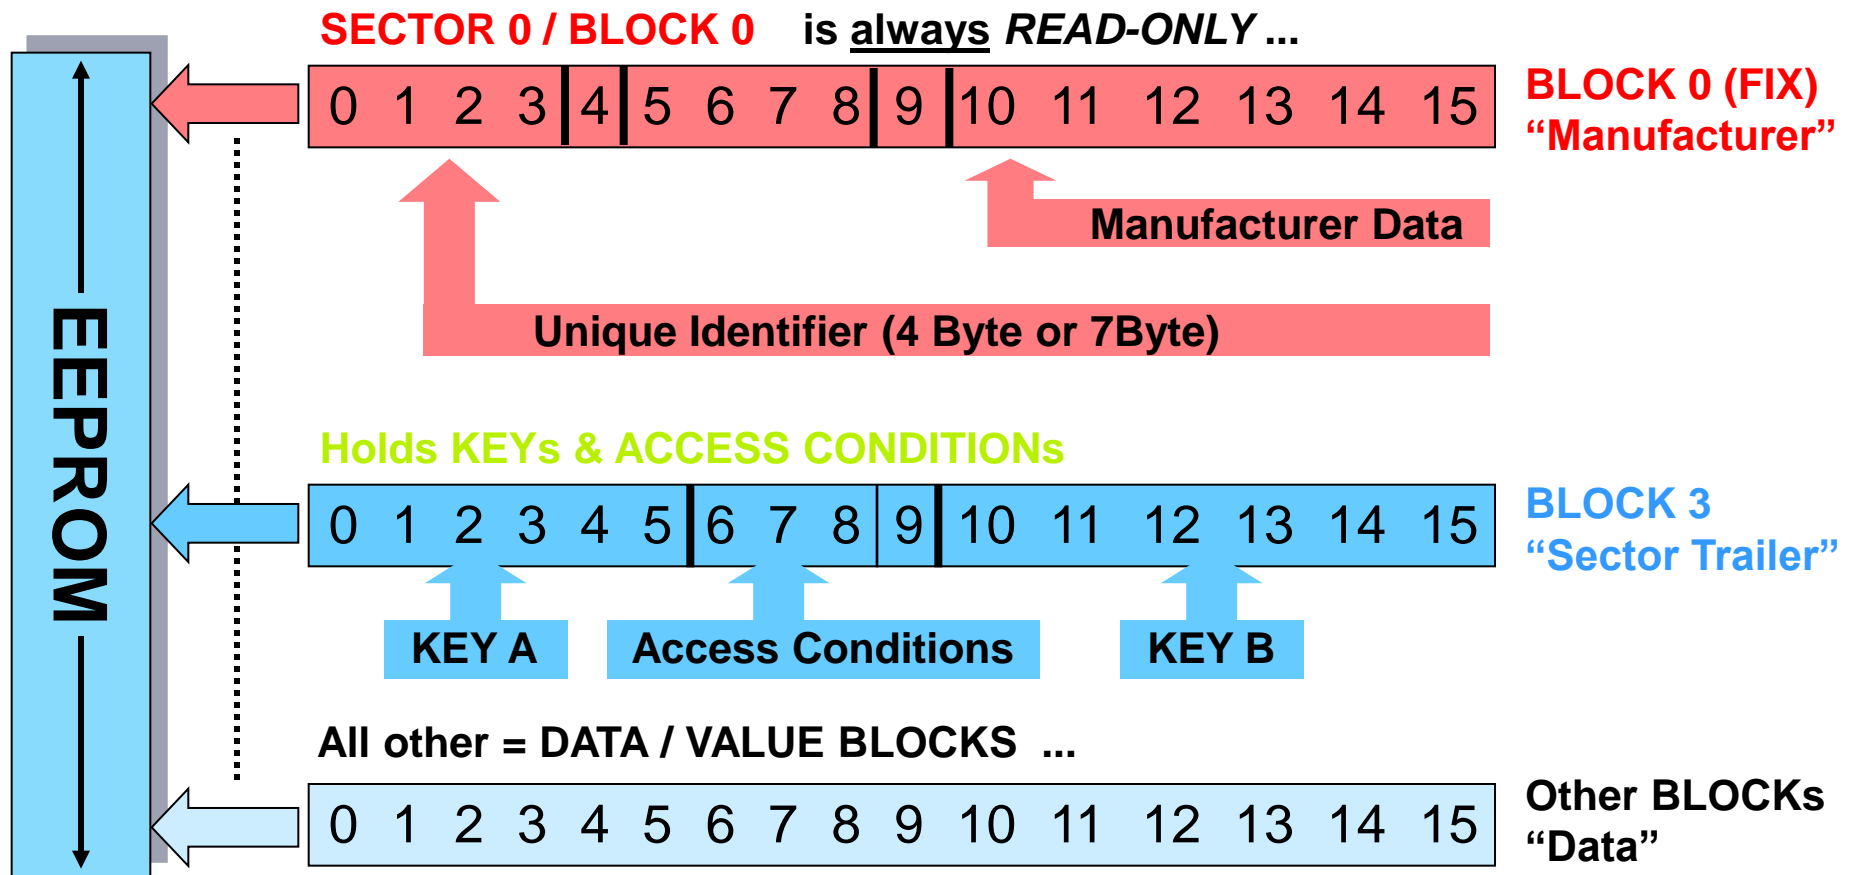 SECTOR 0 / BLOCK 0 is always READ-ONLY ...
0 1 2 3 4 5 6 7 8 9 10 11 12 13 14 15
BLOCK 0 (FIX)
“Manufacturer”
Manufacturer Data
Unique Identifier (4 Byte or 7Byte)
EEPROM
Holds KEYs & ACCESS CONDITIONs
0 1 2 3 4 5 6 7 8 9 10 11 12 13 14 15
BLOCK 3
“Sector Trailer”
KEY A
Access Conditions
KEY B
All other = DATA / VALUE BLOCKS ...
0 1 2 3 4 5 6 7 8 9 10 11 12 13 14 15
Other BLOCKs
“Data”